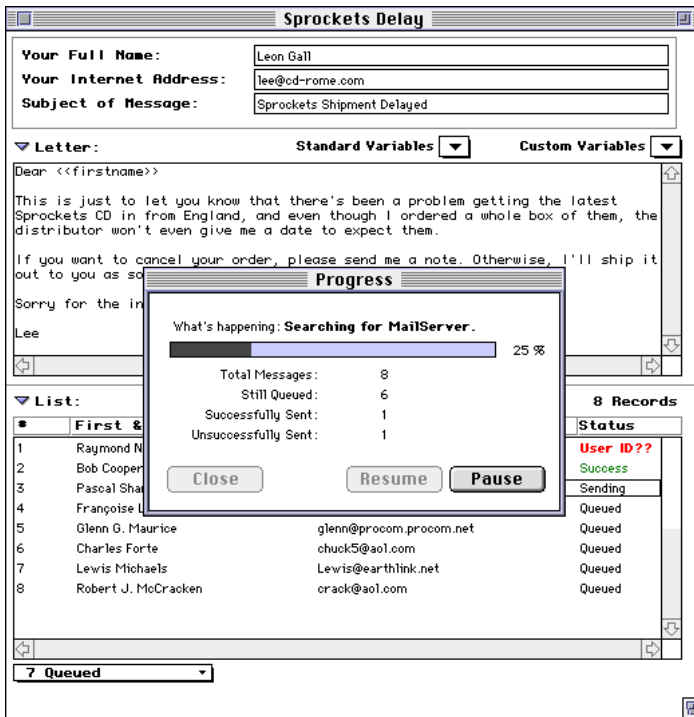 Sprockets Delay
Your Full Name: Leon Gall
Your Internet Address: lee@cd-rome.com
Subject of Message: Sprockets Shipment Delayed
Letter: Standard Variables Custom Variables
Dear <<firstname>>
This is just to let you know that there's been a problem getting the latest
Sprockets CD in from England, and even though I ordered a whole box of them, the
distributor won't even give me a date to expect them.
If you want to cancel your order, please send me a note. Otherwise, I'll ship it
out to you as
Sorry for the
Lee
Progress
What's happening: Searching for MailServer.
25 %
Total Messages: 8
Still Queued: 6
Successfully Sent: 1
Unsuccessfully Sent: 1
Close Resume Pause
List: 8 Records
# First & Status
1 Raymond User ID??
2 Bob Cooper Success
3 Pascal Sending
4 Françoise Queued
5 Glenn G. Maurice glenn@procom.procom.net Queued
6 Charles Forte chuck5@aol.com Queued
7 Lewis Michaels Lewis@earthlink.net Queued
8 Robert J. McCracken crack@aol.com Queued
7 Queued